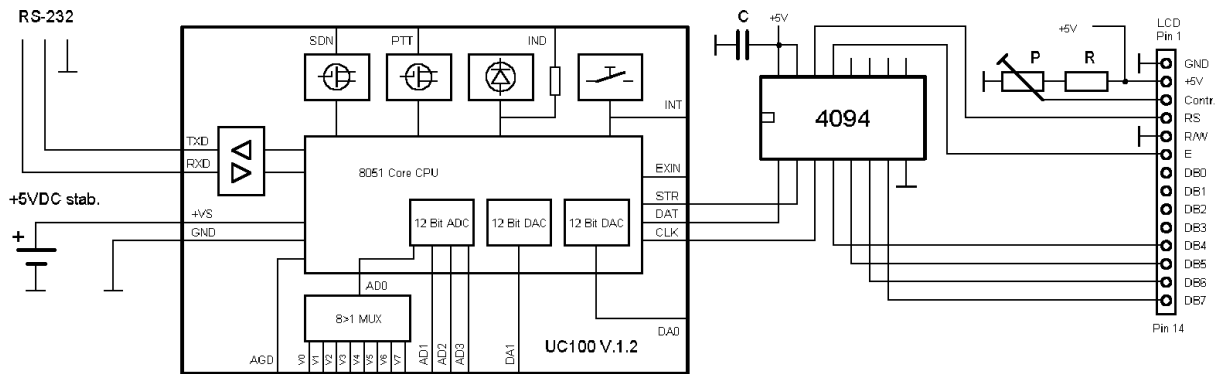 RS-232
SDN
PTT
IND
C
+5V
+5V
LCD
Pin 1
P
R
GND
+5V
Contr.
RS
R/W
E
DB0
DB1
DB2
DB3
DB4
DB5
DB6
DB7
Pin 14
INT
4094
TXD
RXD
8051 Core CPU
EXIN
STR
DAT
CLK
+5VDC stab.
+
+VS
GND
12 Bit ADC
12 Bit DAC
12 Bit DAC
AD0
8>1 MUX
DA0
UC100 V.1.2
AGD
V0
V1
V2
V3
V4
V5
V6
V7
AD1
AD2
AD3
DA1